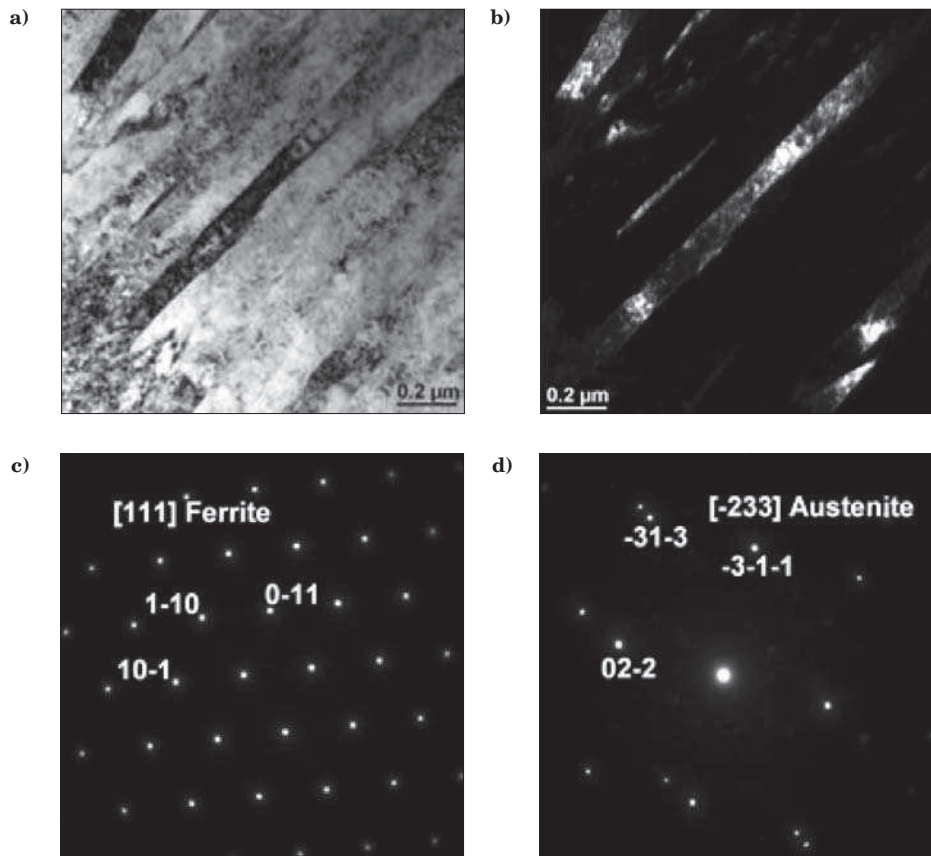 a)
b)
0.2 µm
0.2 µm
c)
d)
[111] Ferrite
[-233] Austenite
-31-3
-3-1-1
1-10
0-11
10-1
02-2